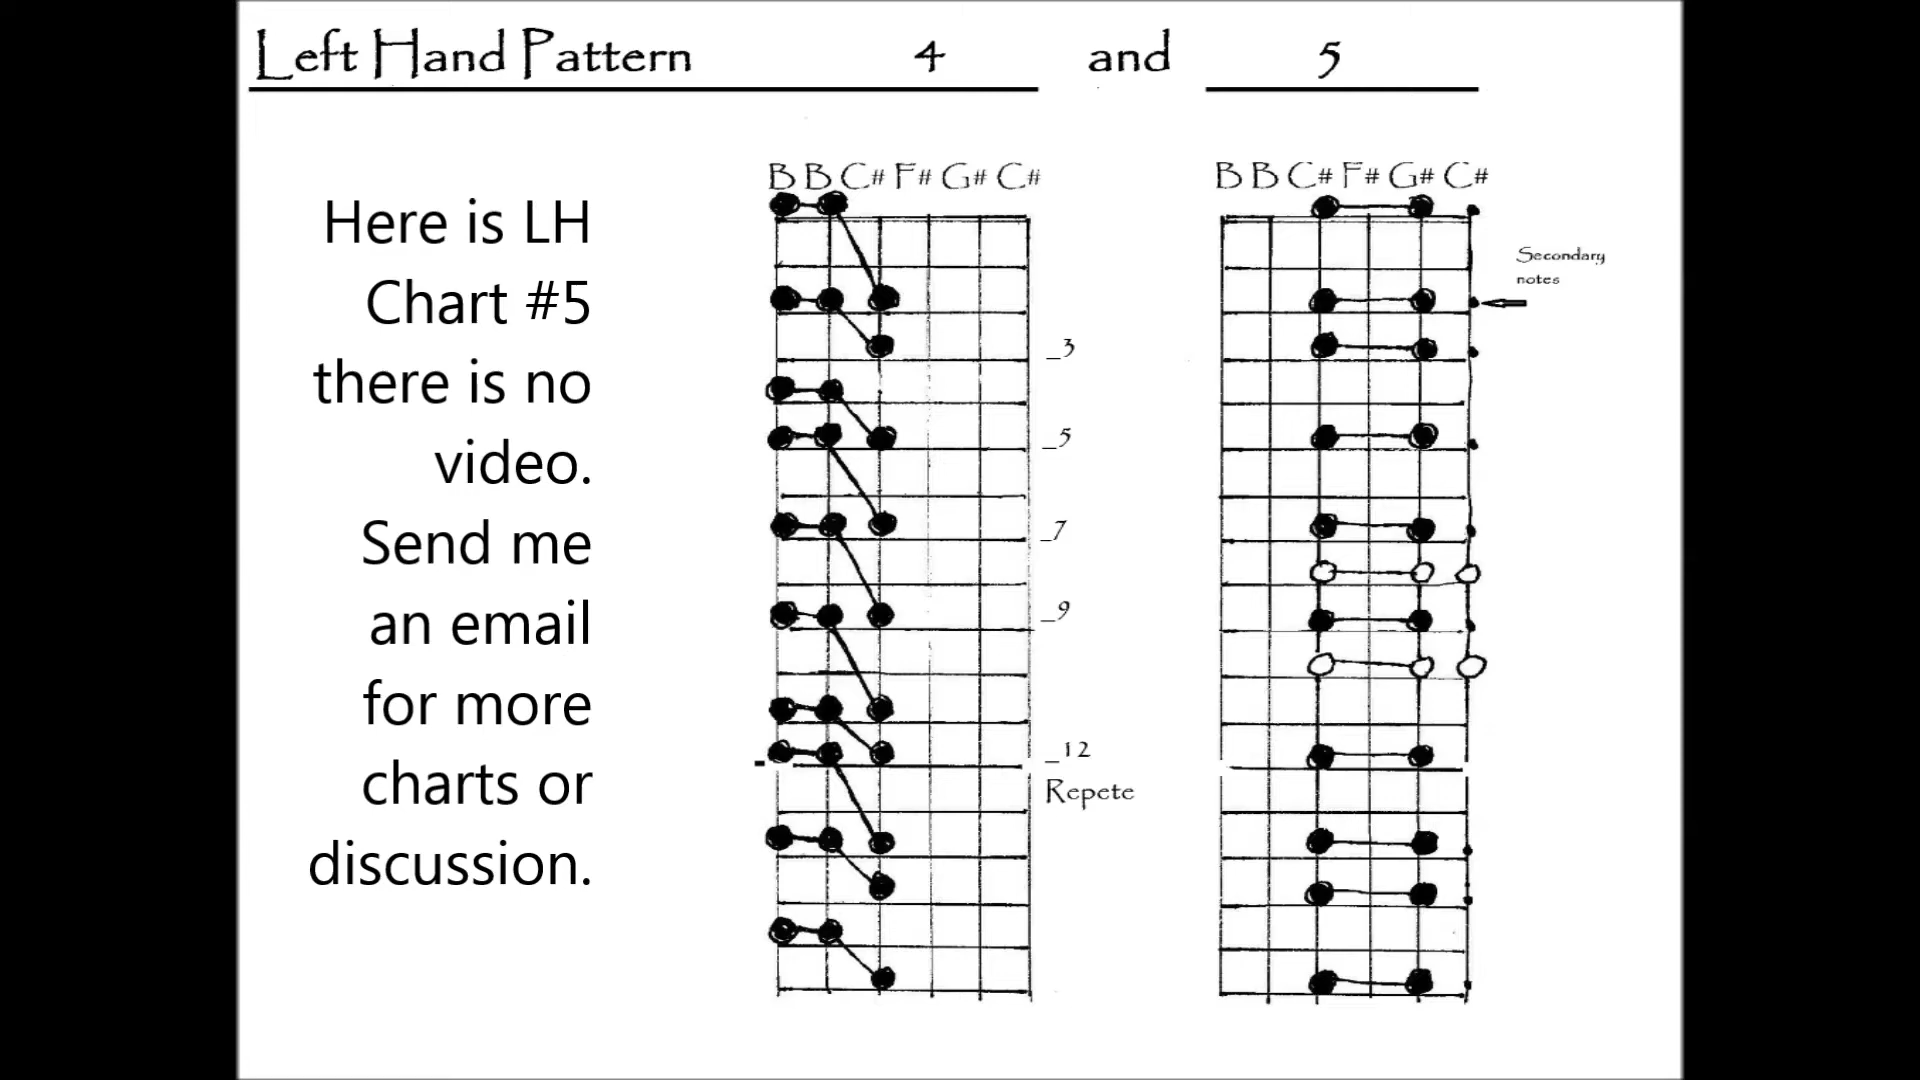 Left Hand Pattern 4 and 5
Here is LH
Chart #5
there is no
video.
Send me
an email
for more
charts or
discussion.
B B C# F# G# C#
_3
_5
_7
_9
_12
Repete
B B C# F# G# C#
Secondary
notes